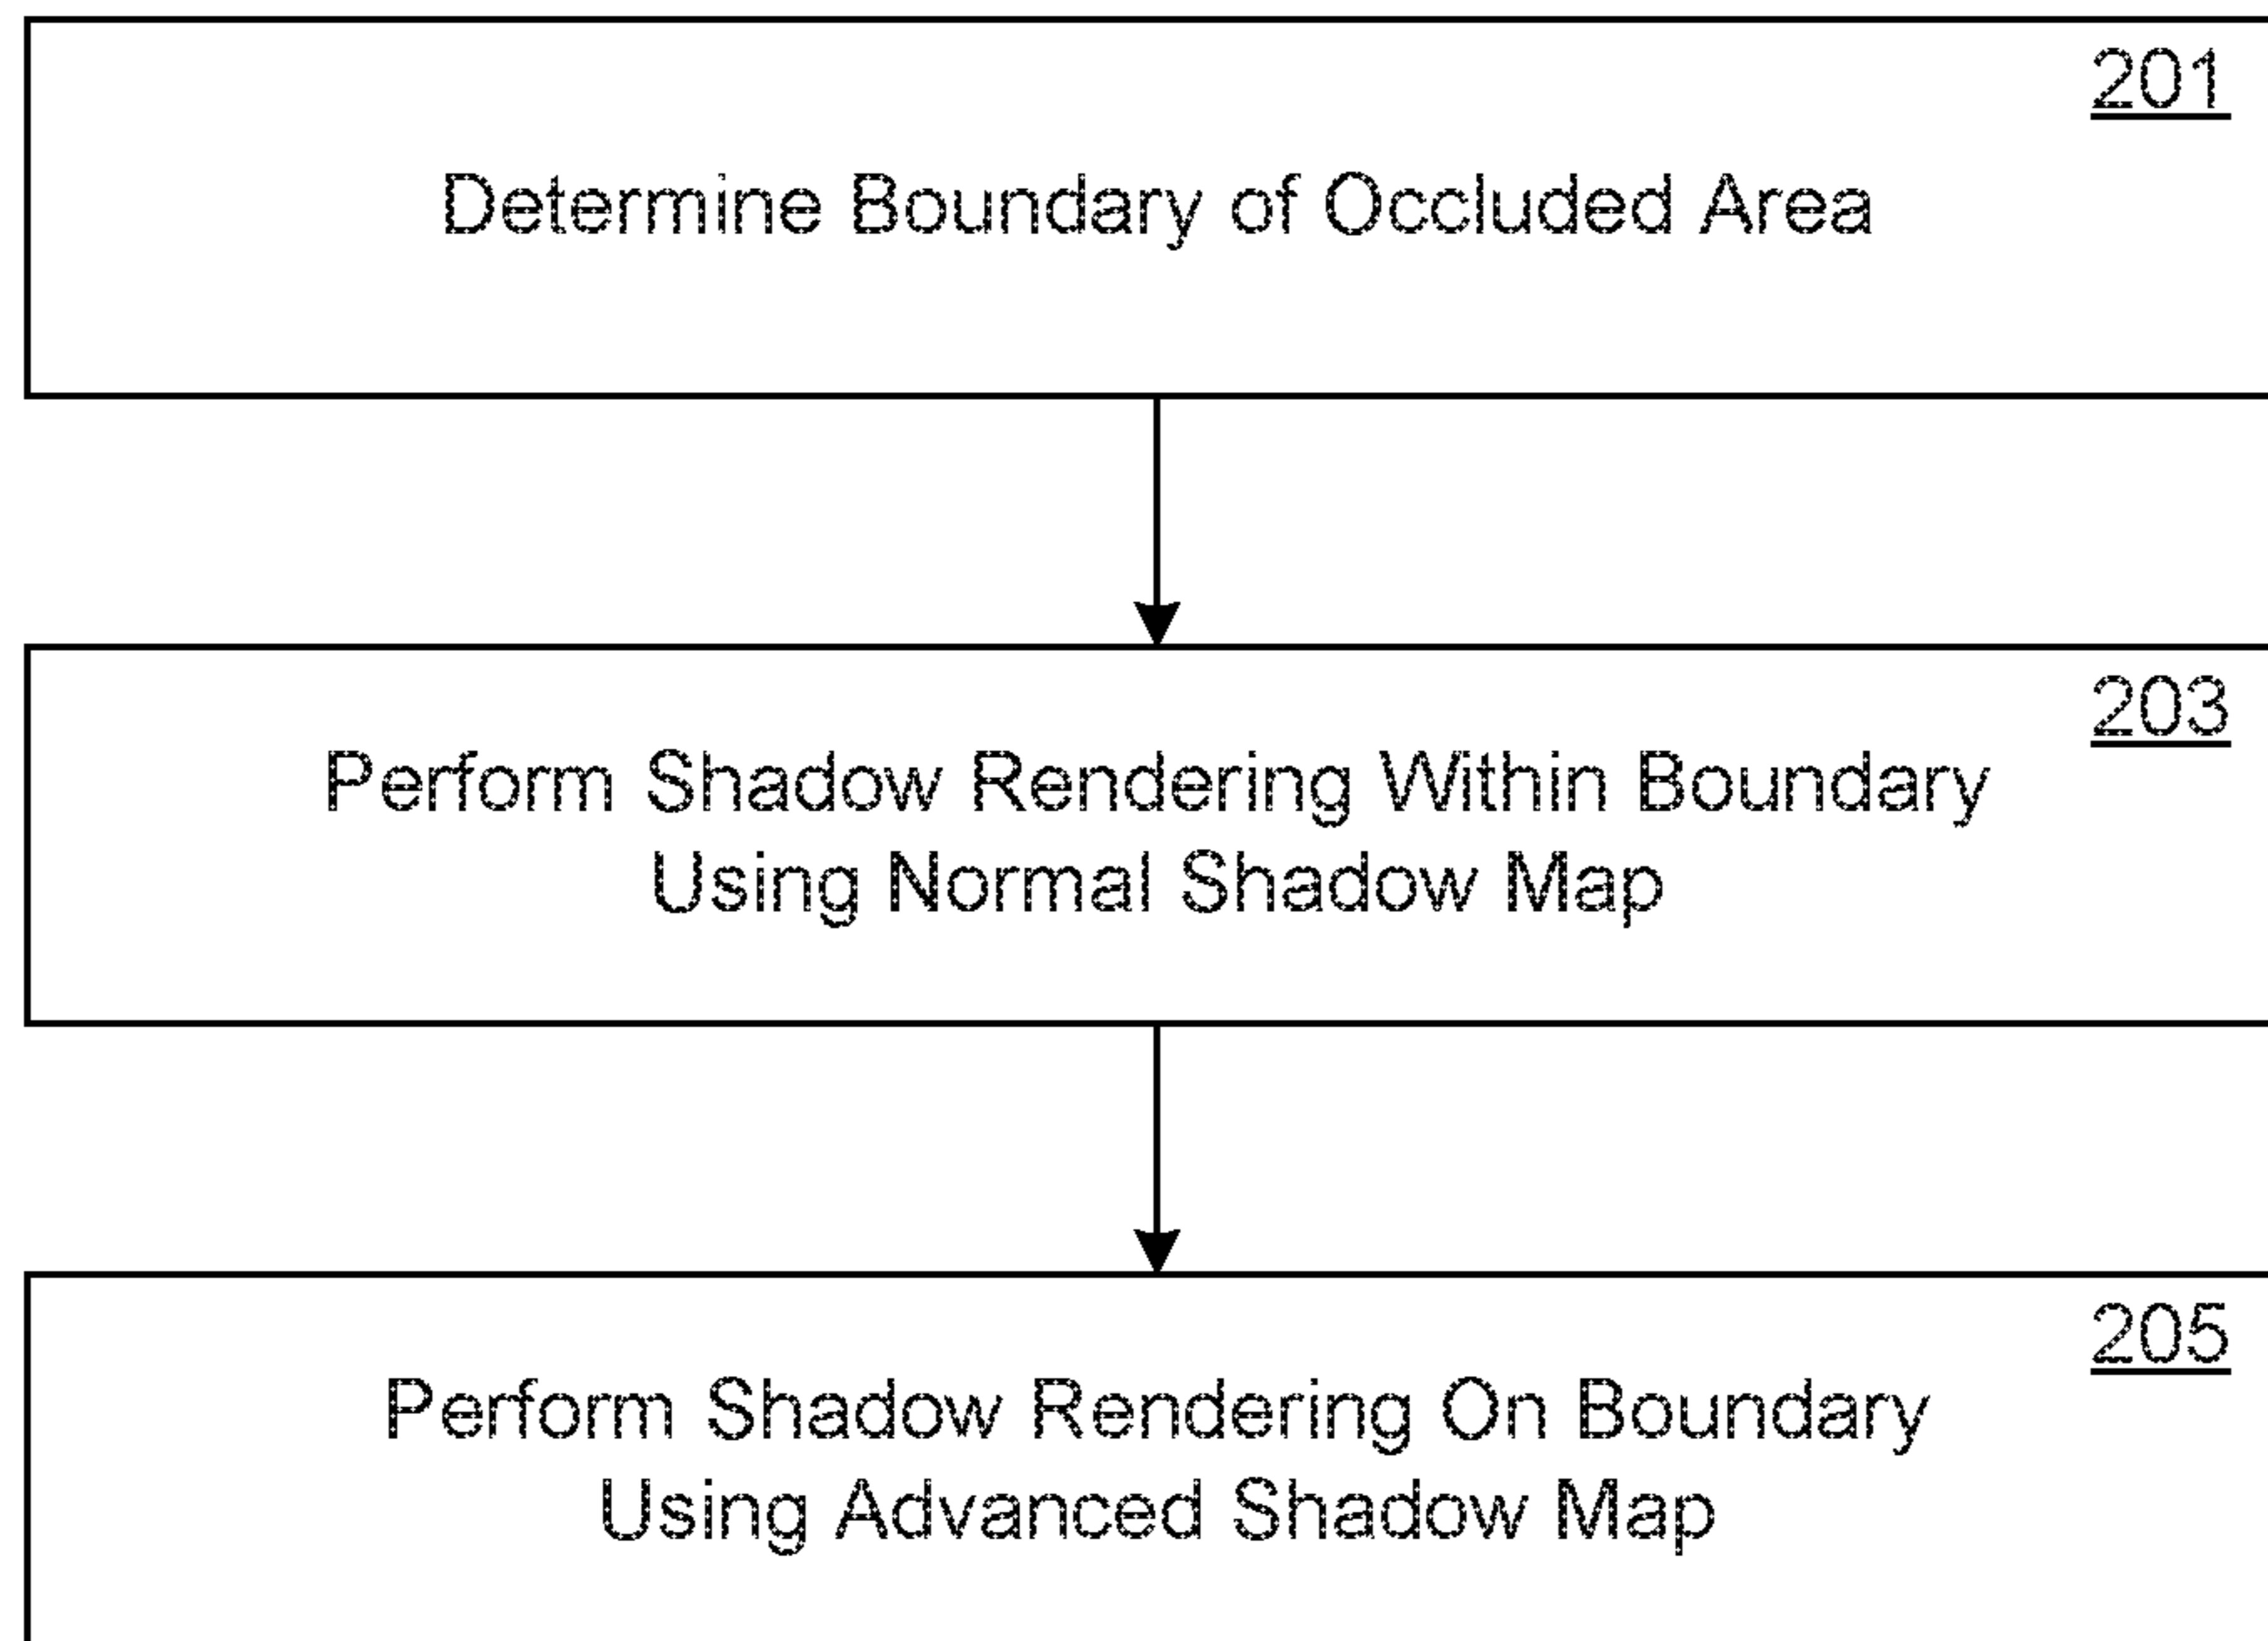 201
Determine Boundary of Occluded Area
203
Perform Shadow Rendering Within Boundary
Using Normal Shadow Map
205
Perform Shadow Rendering On Boundary
Using Advanced Shadow Map